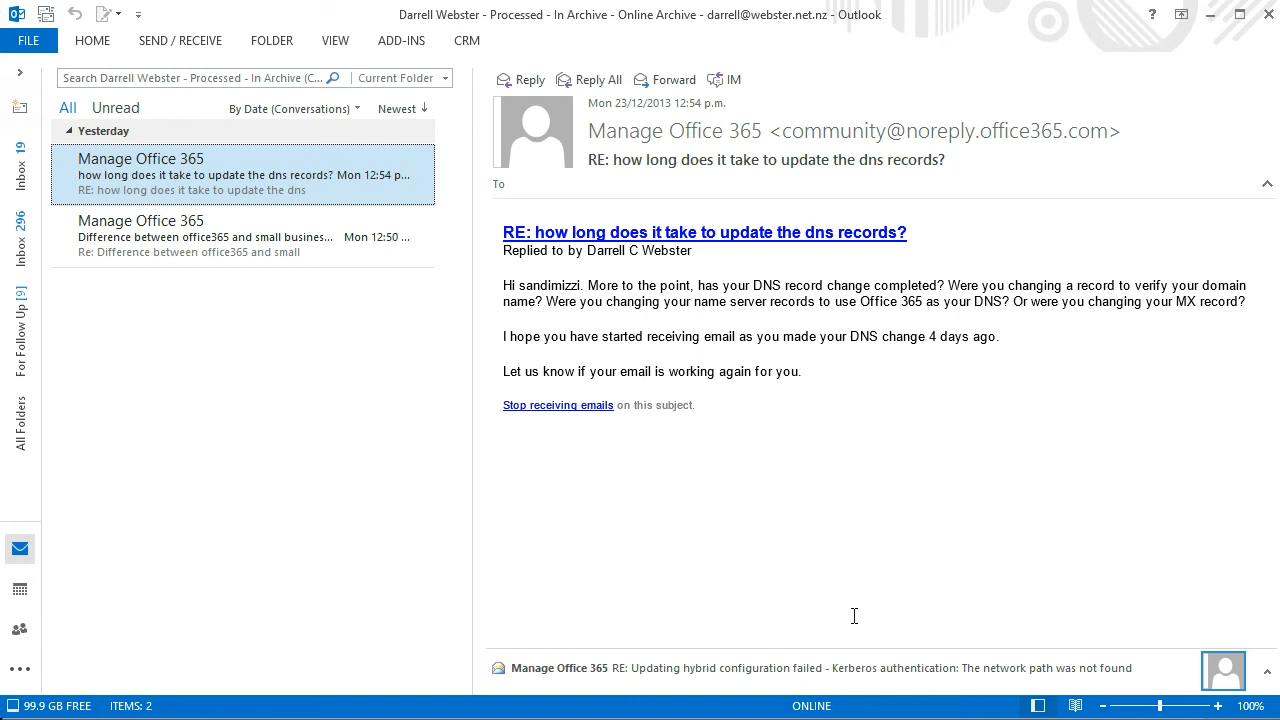 Darrell Webster - Processed - In Archive - Online Archive - darrell@webster.net.nz - Outlook
?
FILE HOME SEND / RECEIVE FOLDER VIEW ADD-INS CRM
Search Darrell Webster - Processed - In Archive (C... Current Folder
All Unread By Date (Conversations) Newest
Yesterday
Manage Office 365
how long does it take to update the dns records? Mon 12:54 p...
RE: how long does it take to update the dns
Manage Office 365
Difference between office365 and small busines... Mon 12:50 ...
Re: Difference between office365 and small
Inbox 19
Inbox 296
For Follow Up [9]
All Folders
Reply Reply All Forward IM
Mon 23/12/2013 12:54 p.m.
Manage Office 365 <community@noreply.office365.com>
RE: how long does it take to update the dns records?
To
RE: how long does it take to update the dns records?
Replied to by Darrell C Webster
Hi sandimizzi. More to the point, has your DNS record change completed? Were you changing a record to verify your domain
name? Were you changing your name server records to use Office 365 as your DNS? Or were you changing your MX record?
I hope you have started receiving email as you made your DNS change 4 days ago.
Let us know if your email is working again for you.
Stop receiving emails on this subject.
Manage Office 365 RE: Updating hybrid configuration failed - Kerberos authentication: The network path was not found
99.9 GB FREE ITEMS: 2 ONLINE 100%